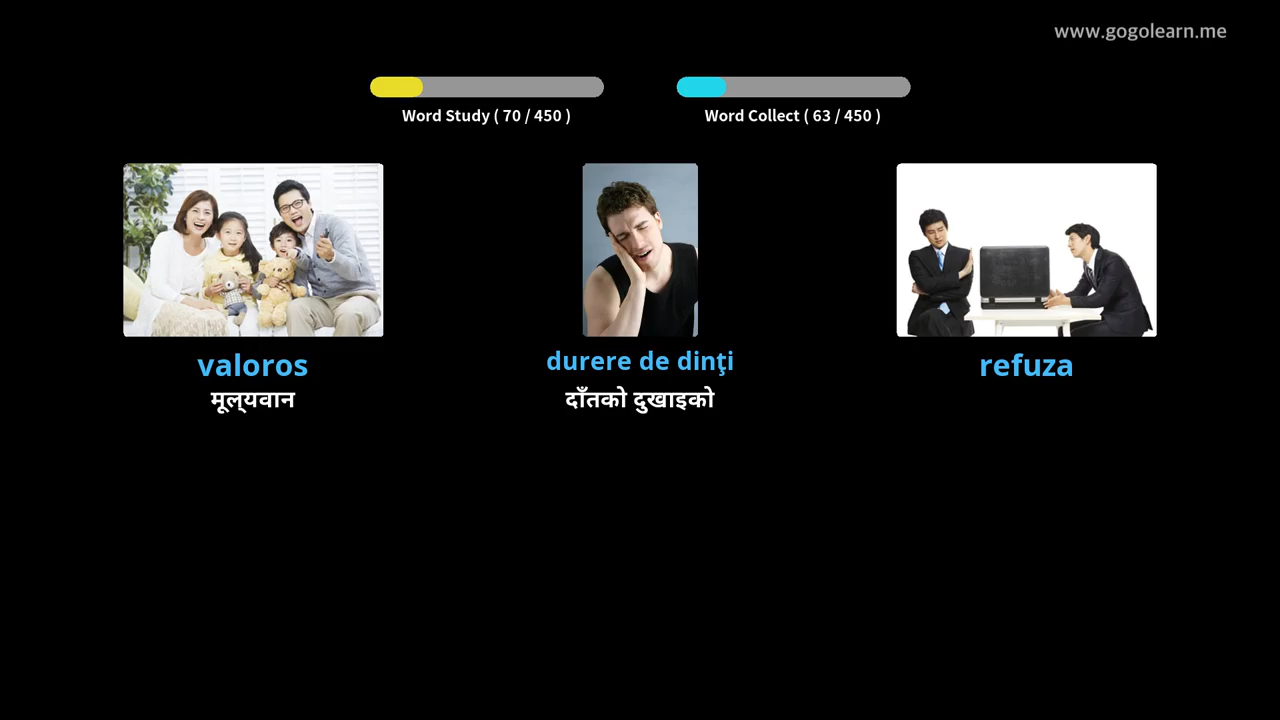 www.gogolearn.me
Word Study ( 70 / 450 )
Word Collect ( 63 / 450 )
valoros
मूल्यवान
durere de dinţi
दाँतको दुखाइको
refuza